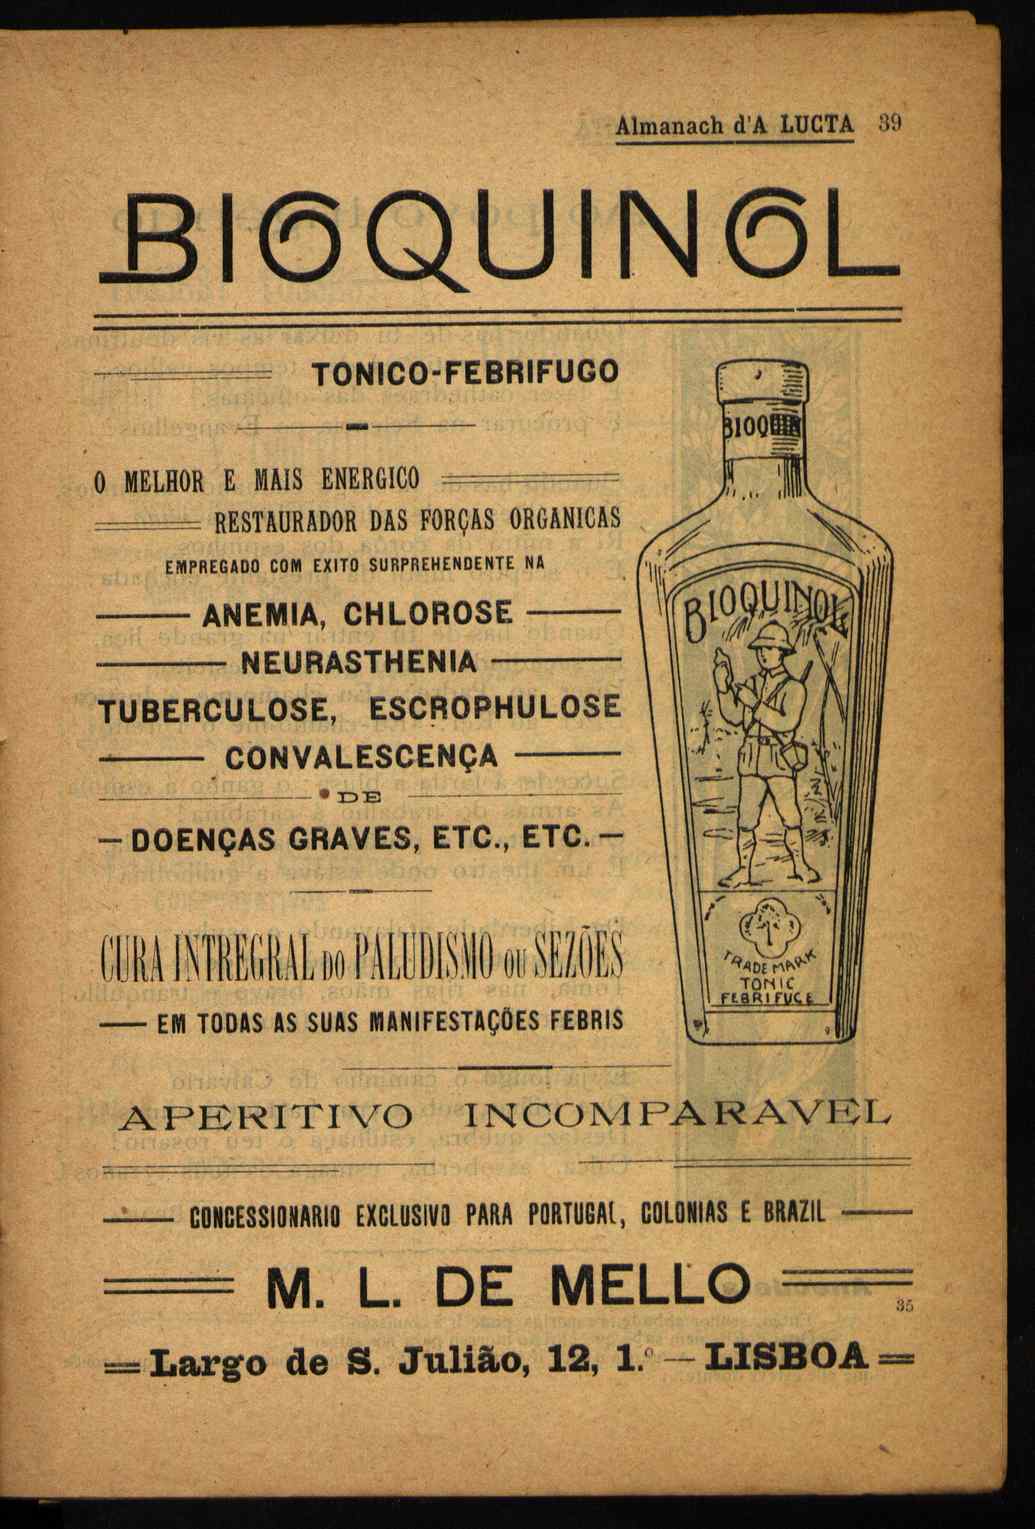 Almanach d'A LUCTA 39
BIOQUINOL
TONICO-FEBRIFUGO
O MELHOR E MAIS ENERGICO
RESTAURADOR DAS FORÇAS ORGANICAS
EMPREGADO COM EXITO SURPREHENDENTE NA
ANEMIA, CHLOROSE
NEURASTHENIA
TUBERCULOSE, ESCROPHULOSE
CONVALESCENÇA
DE
— DOENÇAS GRAVES, ETC., ETC. —
CURA INTREGRAL DO PALUDISMO OU SEZÕES
— EM TODAS AS SUAS MANIFESTAÇÕES FEBRIS
BIOQUIN
BIOQUINOL
TRADE MARK
TONIC
FEBRIFUGE
APERITIVO INCOMPARAVEL
CONCESSIONARIO EXCLUSIVO PARA PORTUGAL, COLONIAS E BRAZIL
M. L. DE MELLO
35
Largo de S. Julião, 12, 1.º — LISBOA